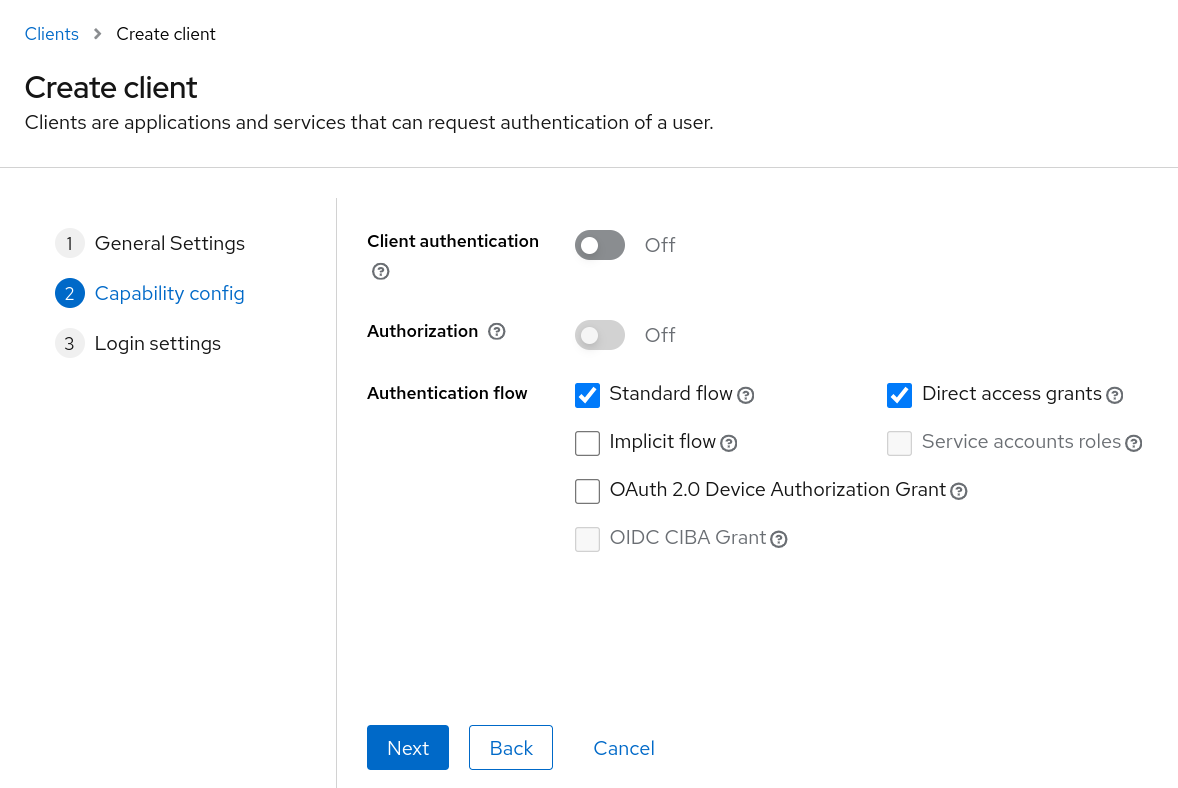 Clients > Create client
Create client
Clients are applications and services that can request authentication of a user.
1 General Settings
2 Capability config
3 Login settings
Client authentication ? Off
Authorization ? Off
Authentication flow
Standard flow ? Direct access grants ?
Implicit flow ? Service accounts roles ?
OAuth 2.0 Device Authorization Grant ?
OIDC CIBA Grant ?
Next Back Cancel